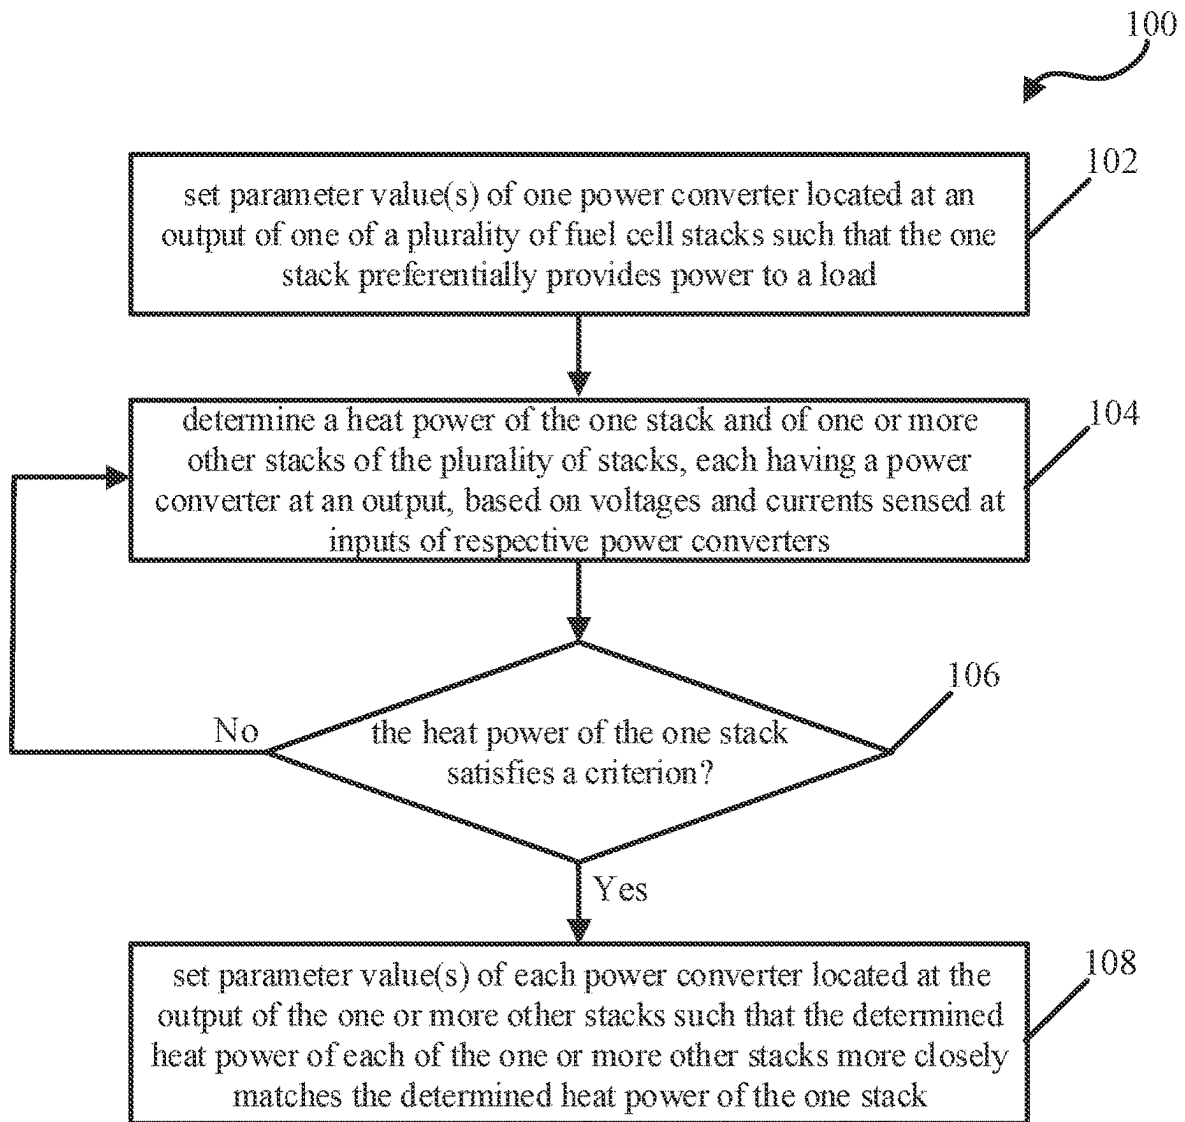 100
102
set parameter value(s) of one power converter located at an
output of one of a plurality of fuel cell stacks such that the one
stack preferentially provides power to a load
104
determine a heat power of the one stack and of one or more
other stacks of the plurality of stacks, each having a power
converter at an output, based on voltages and currents sensed at
inputs of respective power converters
106
No
the heat power of the one stack
satisfies a criterion?
Yes
108
set parameter value(s) of each power converter located at the
output of the one or more other stacks such that the determined
heat power of each of the one or more other stacks more closely
matches the determined heat power of the one stack